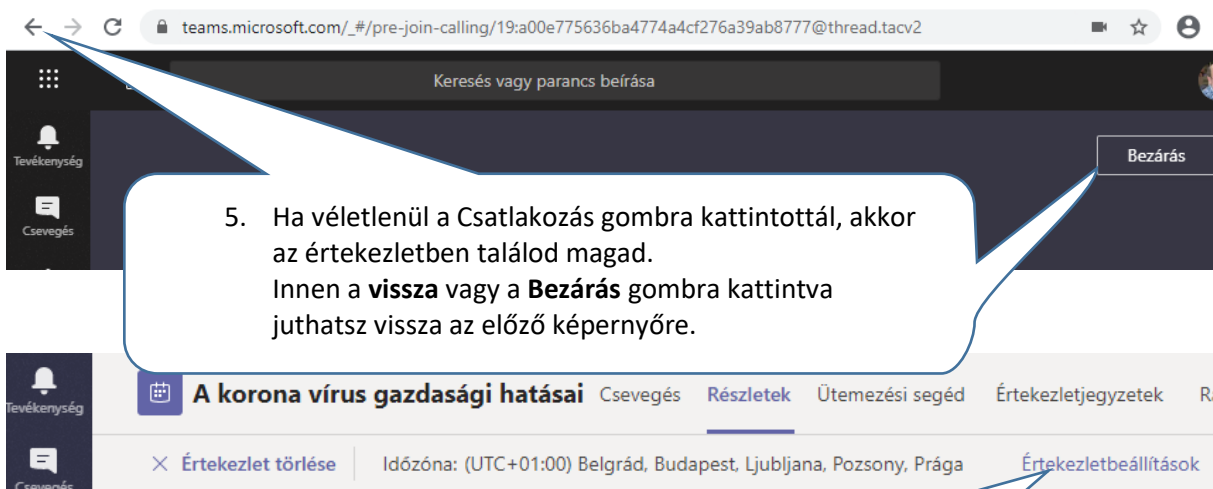 teams.microsoft.com/_#/pre-join-calling/19:a00e775636ba4774a4cf276a39ab8777@thread.tacv2
Keresés vagy parancs beírása
Tevékenység
Bezárás
Csevegés
5. Ha véletlenül a Csatlakozás gombra kattintottál, akkor
az értekezletben találod magad.
Innen a vissza vagy a Bezárás gombra kattintva
juthatsz vissza az előző képernyőre.
Tevékenység
A korona vírus gazdasági hatásai Csevegés Részletek Ütemezési segéd Értekezletjegyzetek
Értekezlet törlése Időzóna: (UTC+01:00) Belgrád, Budapest, Ljubljana, Pozsony, Prága Értekezletbeállítások
Csevegés